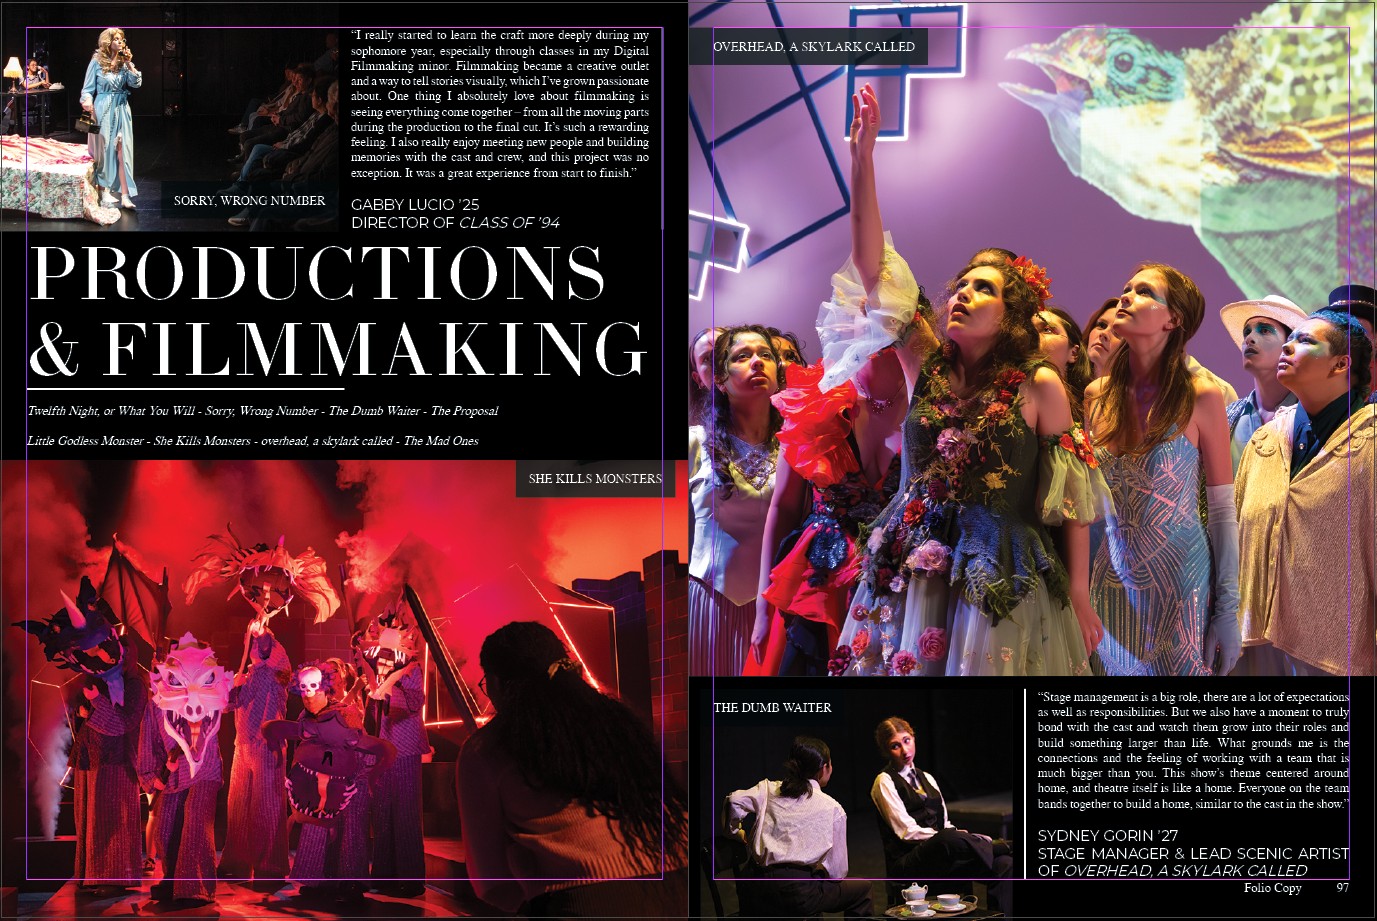 “I really started to learn the craft more deeply during my
sophomore year, especially through classes in my Digital
Filmmaking minor. Filmmaking became a creative outlet
and a way to tell stories visually, which I’ve grown passionate
about. One thing I absolutely love about filmmaking is
seeing everything come together – from all the moving parts
during the production to the final cut. It’s such a rewarding
feeling. I also really enjoy meeting new people and building
memories with the cast and crew, and this project was no
exception. It was a great experience from start to finish.”
GABBY LUCIO ’25
DIRECTOR OF CLASS OF ’94
SORRY, WRONG NUMBER
PRODUCTIONS
& FILMMAKING
Twelfth Night, or What You Will - Sorry, Wrong Number - The Dumb Waiter - The Proposal
Little Godless Monster - She Kills Monsters - overhead, a skylark called - The Mad Ones
SHE KILLS MONSTERS
OVERHEAD, A SKYLARK CALLED
THE DUMB WAITER
“Stage management is a big role, there are a lot of expectations
as well as responsibilities. But we also have a moment to truly
bond with the cast and watch them grow into their roles and
build something larger than life. What grounds me is the
connections and the feeling of working with a team that is
much bigger than you. This show’s theme centered around
home, and theatre itself is like a home. Everyone on the team
bands together to build a home, similar to the cast in the show.”
SYDNEY GORIN ’27
STAGE MANAGER & LEAD SCENIC ARTIST
OF OVERHEAD, A SKYLARK CALLED
Folio Copy 97